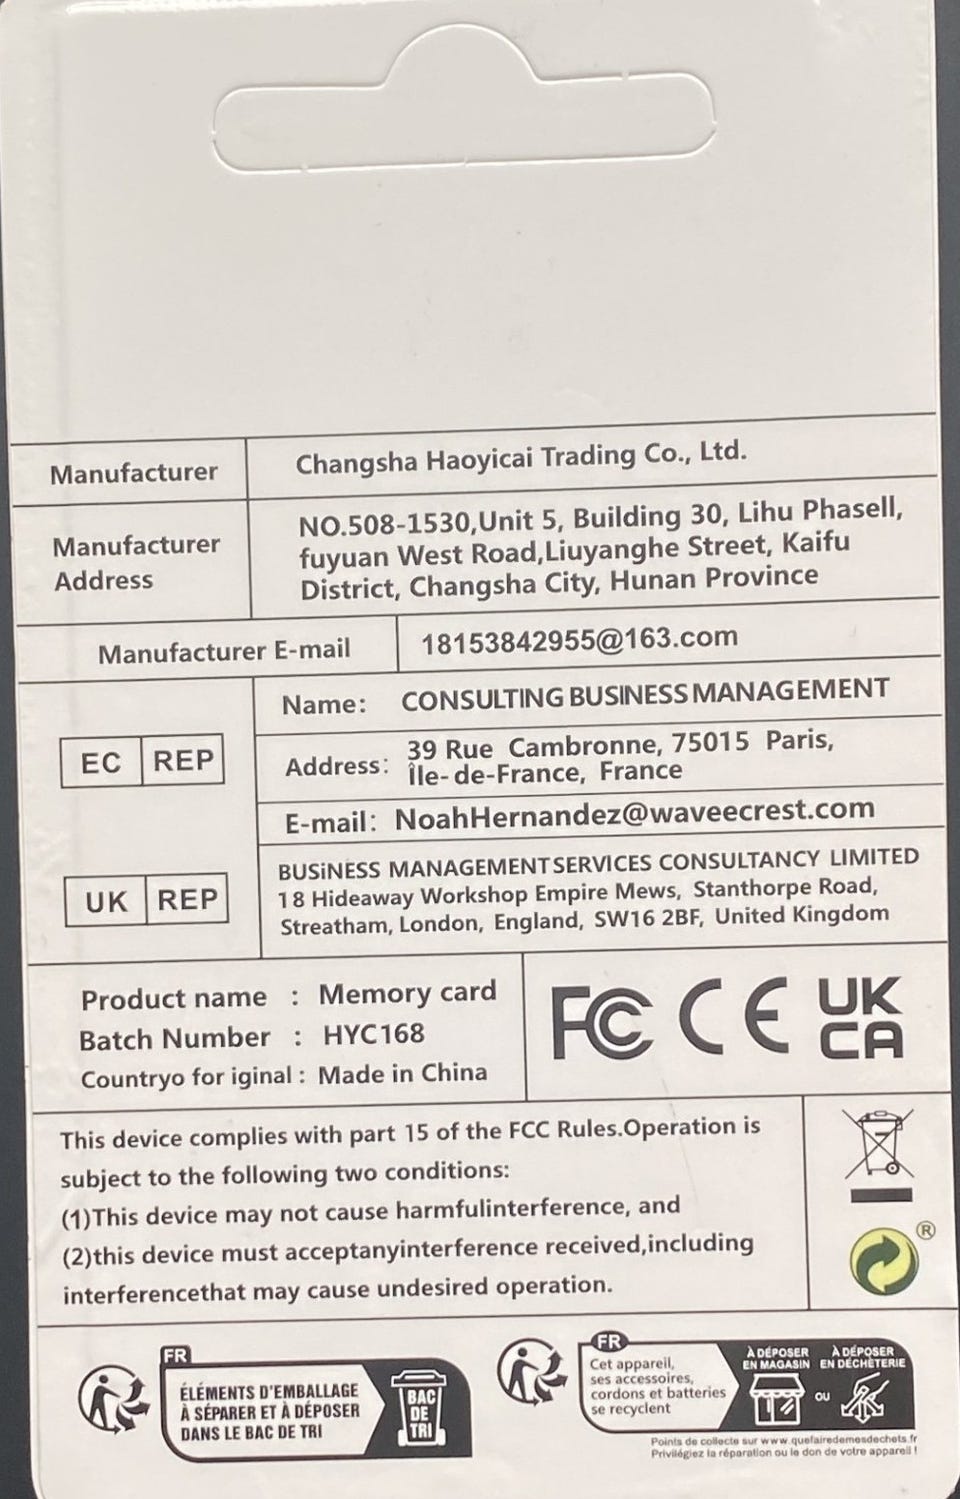 Manufacturer
Changsha Haoyicai Trading Co., Ltd.
Manufacturer
Address
NO.508-1530,Unit 5, Building 30, Lihu Phasell,
fuyuan West Road,Liuyanghe Street, Kaifu
District, Changsha City, Hunan Province
Manufacturer E-mail
18153842955@163.com
EC REP
Name: CONSULTING BUSINESS MANAGEMENT
Address: 39 Rue Cambronne, 75015 Paris,
Île-de-France, France
E-mail: NoahHernandez@waveecrest.com
UK REP
BUSiNESS MANAGEMENT SERVICES CONSULTANCY LIMITED
18 Hideaway Workshop Empire Mews, Stanthorpe Road,
Streatham, London, England, SW16 2BF, United Kingdom
Product name : Memory card
Batch Number : HYC168
Countryo for iginal : Made in China
FC CE UK
CA
This device complies with part 15 of the FCC Rules.Operation is
subject to the following two conditions:
(1)This device may not cause harmfulinterference, and
(2)this device must acceptanyinterference received,including
interferencethat may cause undesired operation.
®
FR
ÉLÉMENTS D'EMBALLAGE
À SÉPARER ET À DÉPOSER
DANS LE BAC DE TRI
BAC
DE
TRI
FR
Cet appareil,
ses accessoires,
cordons et batteries
se recyclent
À DÉPOSER
EN MAGASIN
OU
À DÉPOSER
EN DÉCHÈTERIE
Points de collecte sur www.quefairedemesdechets.fr
Privilégiez la réparation ou le don de votre appareil !